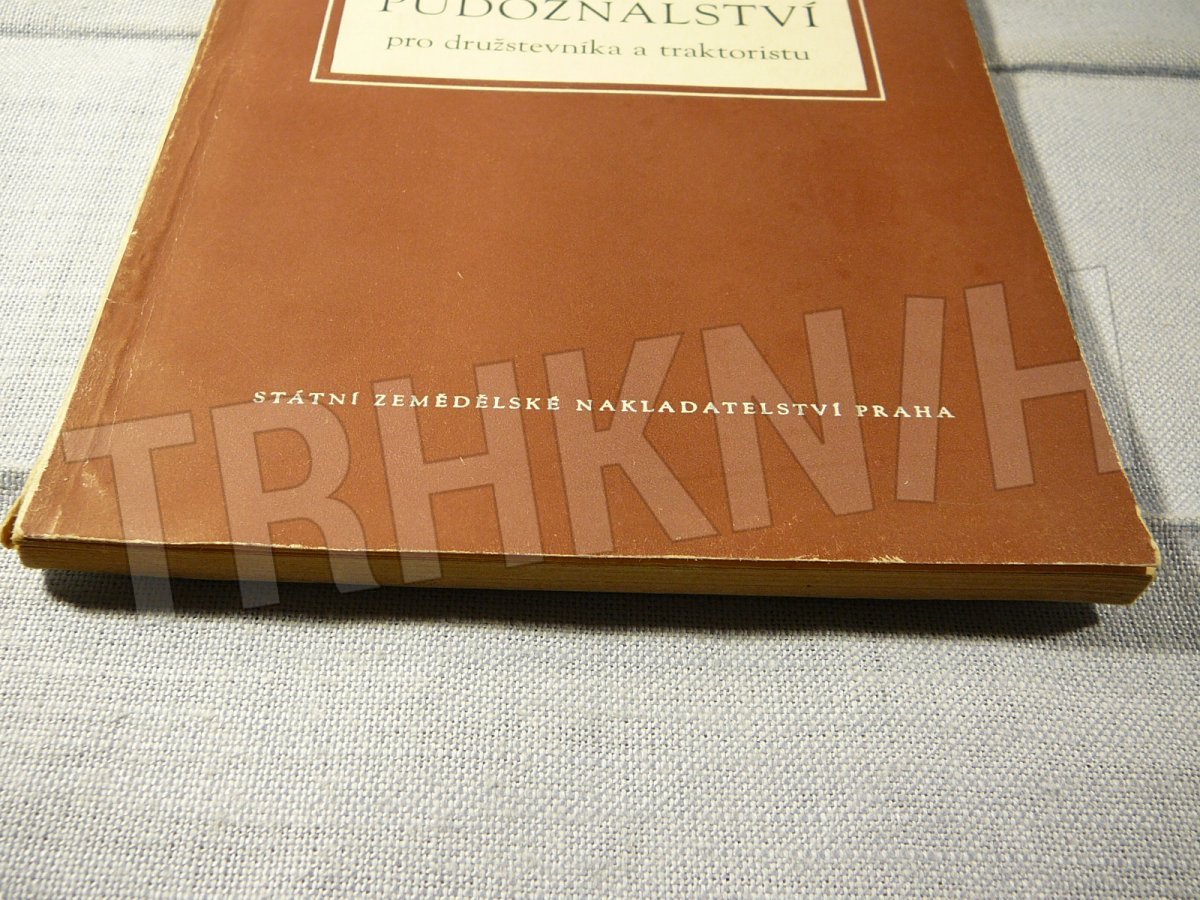 PŮDOZNALSTVÍ
pro družstevníka a traktoristu
STÁTNÍ ZEMĚDĚLSKÉ NAKLADATELSTVÍ PRAHA
TRHKNIH